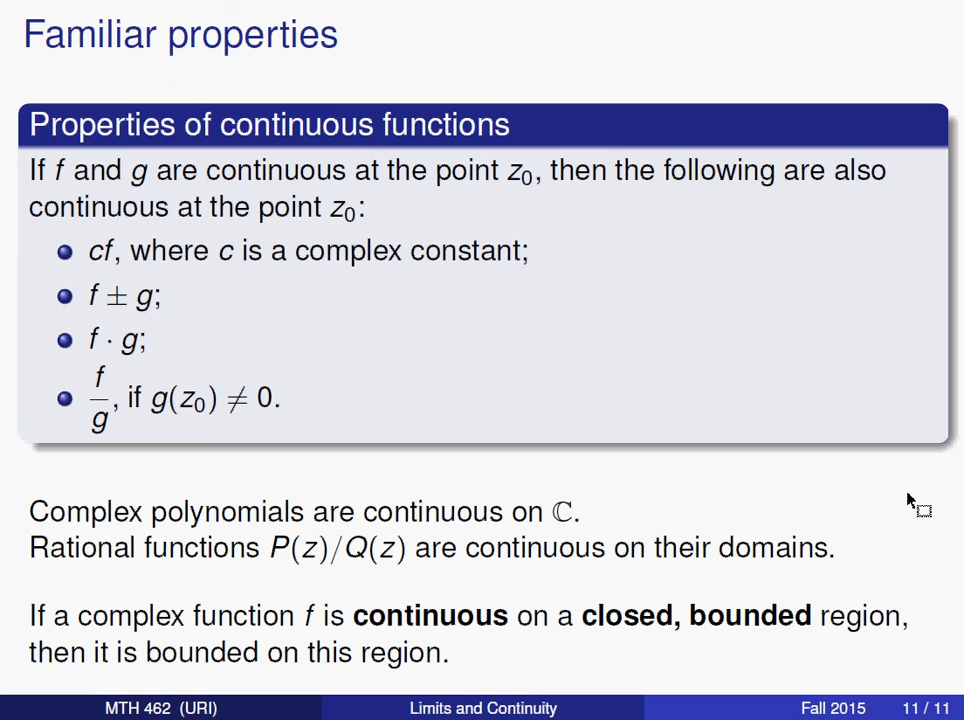 Familiar properties
Properties of continuous functions
If f and g are continuous at the point z₀, then the following are also
continuous at the point z₀:
cf, where c is a complex constant;
f ± g;
f · g;
f/g, if g(z₀) ≠ 0.
Complex polynomials are continuous on ℂ.
Rational functions P(z)/Q(z) are continuous on their domains.
If a complex function f is continuous on a closed, bounded region,
then it is bounded on this region.
MTH 462 (URI) Limits and Continuity Fall 2015 11 / 11